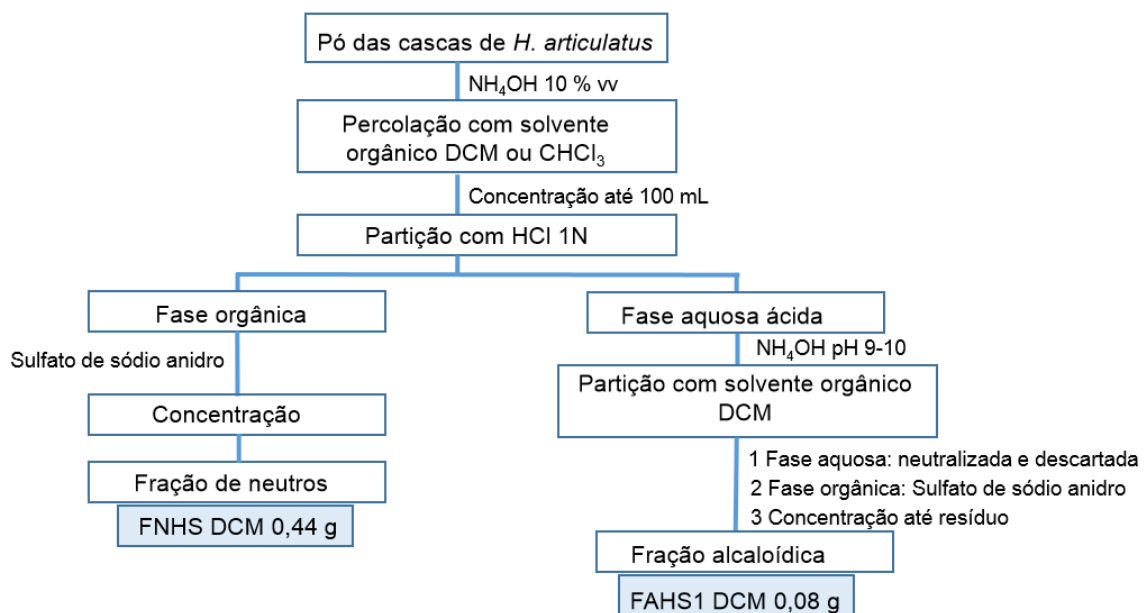 Pó das cascas de H. articulatus
NH₄OH 10 % vv
Percolação com solvente
orgânico DCM ou CHCl₃
Concentração até 100 mL
Partição com HCl 1N
Fase orgânica
Sulfato de sódio anidro
Concentração
Fração de neutros
FNHS DCM 0,44 g
Fase aquosa ácida
NH₄OH pH 9-10
Partição com solvente orgânico
DCM
1 Fase aquosa: neutralizada e descartada
2 Fase orgânica: Sulfato de sódio anidro
3 Concentração até resíduo
Fração alcaloídica
FAHS1 DCM 0,08 g